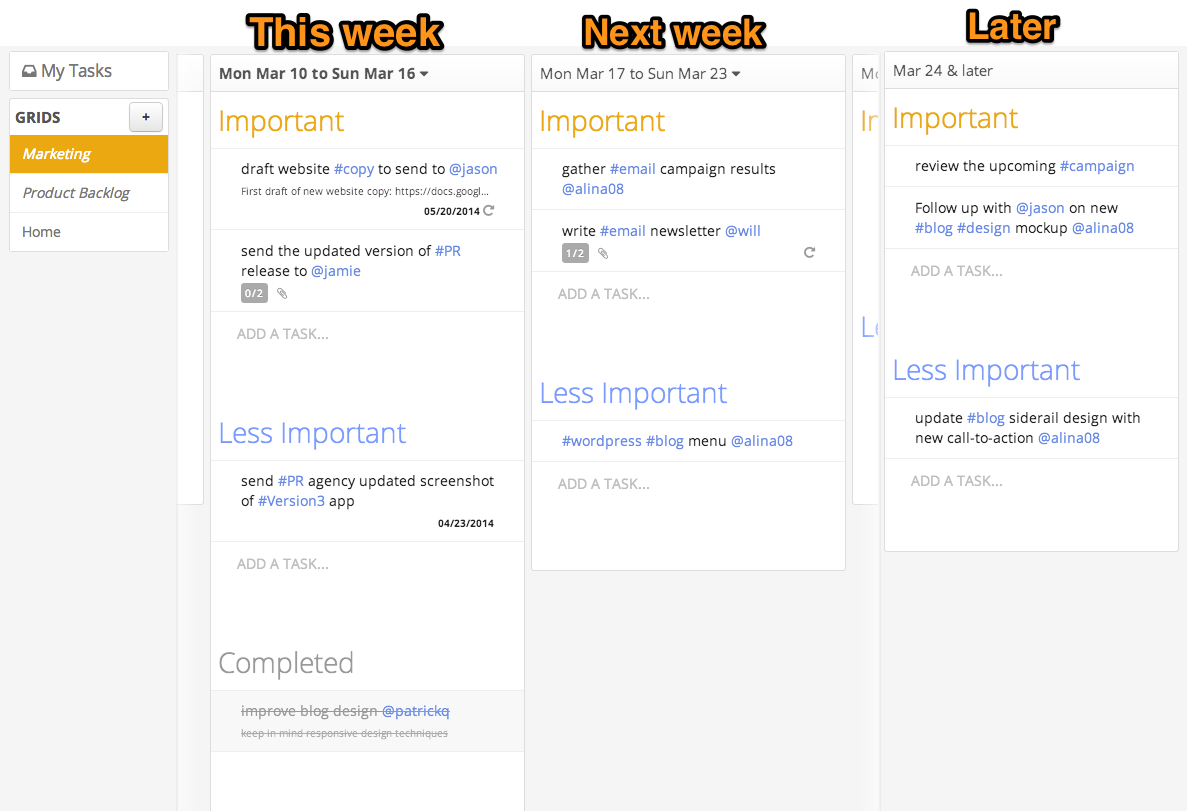 This week
Next week
Later
My Tasks
GRIDS
+
Marketing
Product Backlog
Home
Mon Mar 10 to Sun Mar 16
Important
draft website #copy to send to @jason
First draft of new website copy: https://docs.googl...
05/20/2014
send the updated version of #PR
release to @jamie
0/2
ADD A TASK...
Less Important
send #PR agency updated screenshot
of #Version3 app
04/23/2014
ADD A TASK...
Completed
improve blog design @patrickq
keep in mind responsive design techniques
Mon Mar 17 to Sun Mar 23
Important
gather #email campaign results
@alina08
write #email newsletter @will
1/2
ADD A TASK...
Less Important
#wordpress #blog menu @alina08
ADD A TASK...
Mar 24 & later
Important
review the upcoming #campaign
Follow up with @jason on new
#blog #design mockup @alina08
ADD A TASK...
Less Important
update #blog siderail design with
new call-to-action @alina08
ADD A TASK...